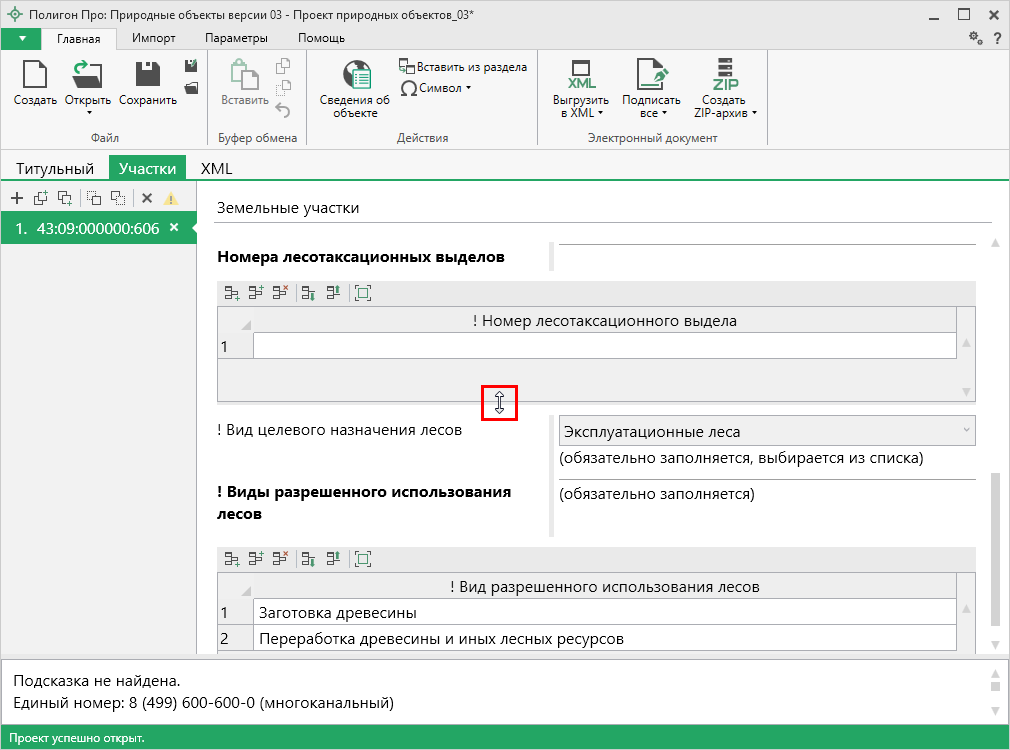 Полигон Про: Природные объекты версии 03 - Проект природных объектов_03*
Главная Импорт Параметры Помощь ?
Создать Открыть Сохранить
Файл
Вставить
Буфер обмена
Сведения об объекте
Вставить из раздела
Символ
Действия
XML
Выгрузить в XML
Подписать все
ZIP
Создать ZIP-архив
Электронный документ
Титульный Участки XML
1. 43:09:000000:606
Земельные участки
Номера лесотаксационных выделов
! Номер лесотаксационного выдела
1
! Вид целевого назначения лесов Эксплуатационные леса
(обязательно заполняется, выбирается из списка)
! Виды разрешенного использования (обязательно заполняется)
лесов
! Вид разрешенного использования лесов
1 Заготовка древесины
2 Переработка древесины и иных лесных ресурсов
Подсказка не найдена.
Единый номер: 8 (499) 600-600-0 (многоканальный)
Проект успешно открыт.